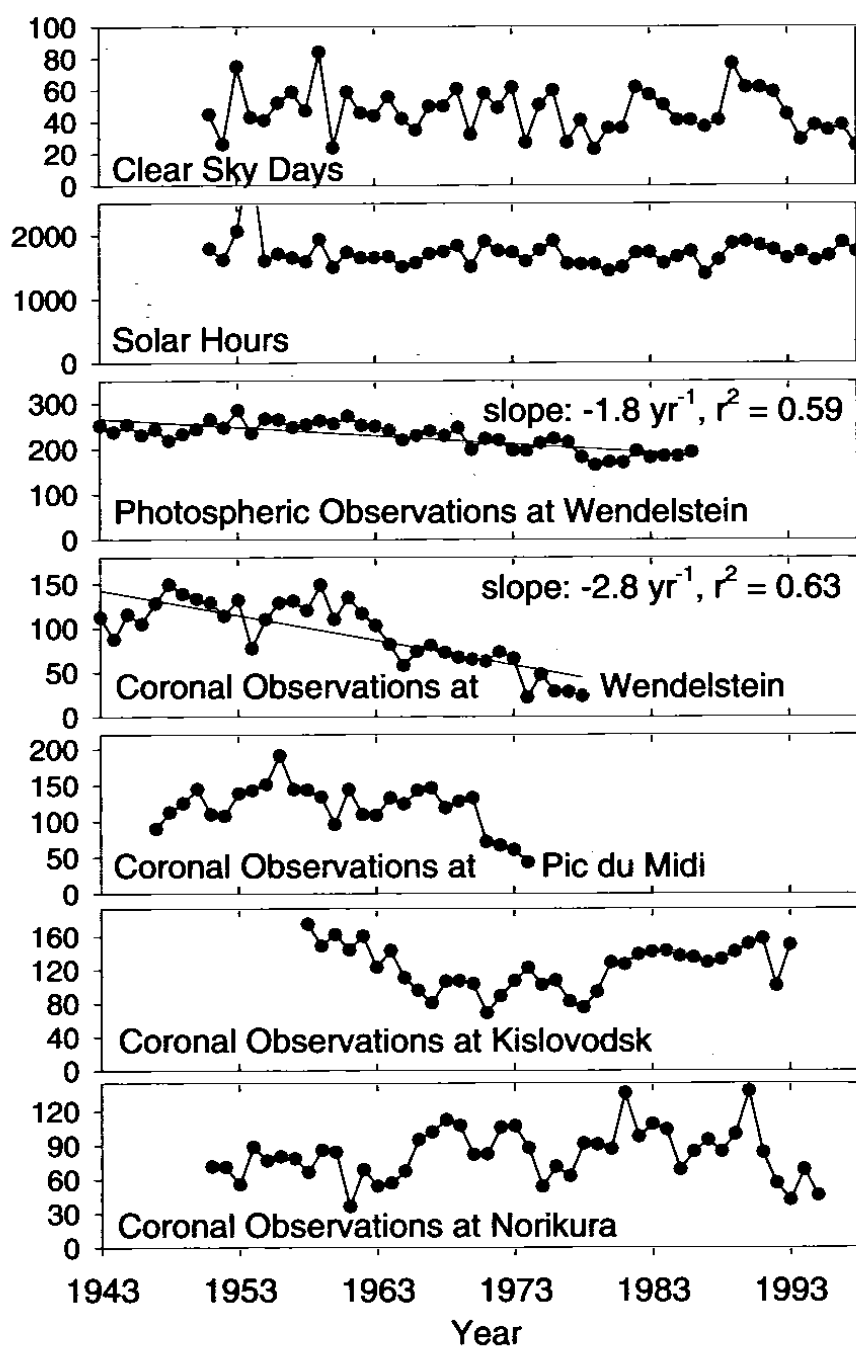 100
80
60
40
20
0
Clear Sky Days
2000
1000
0
Solar Hours
300
200
100
0
slope: -1.8 yr-1, r2 = 0.59
Photospheric Observations at Wendelstein
150
100
50
0
slope: -2.8 yr-1, r2 = 0.63
Coronal Observations at Wendelstein
200
150
100
50
0
Coronal Observations at Pic du Midi
160
120
80
40
0
Coronal Observations at Kislovodsk
120
90
60
30
0
Coronal Observations at Norikura
1943 1953 1963 1973 1983 1993
Year